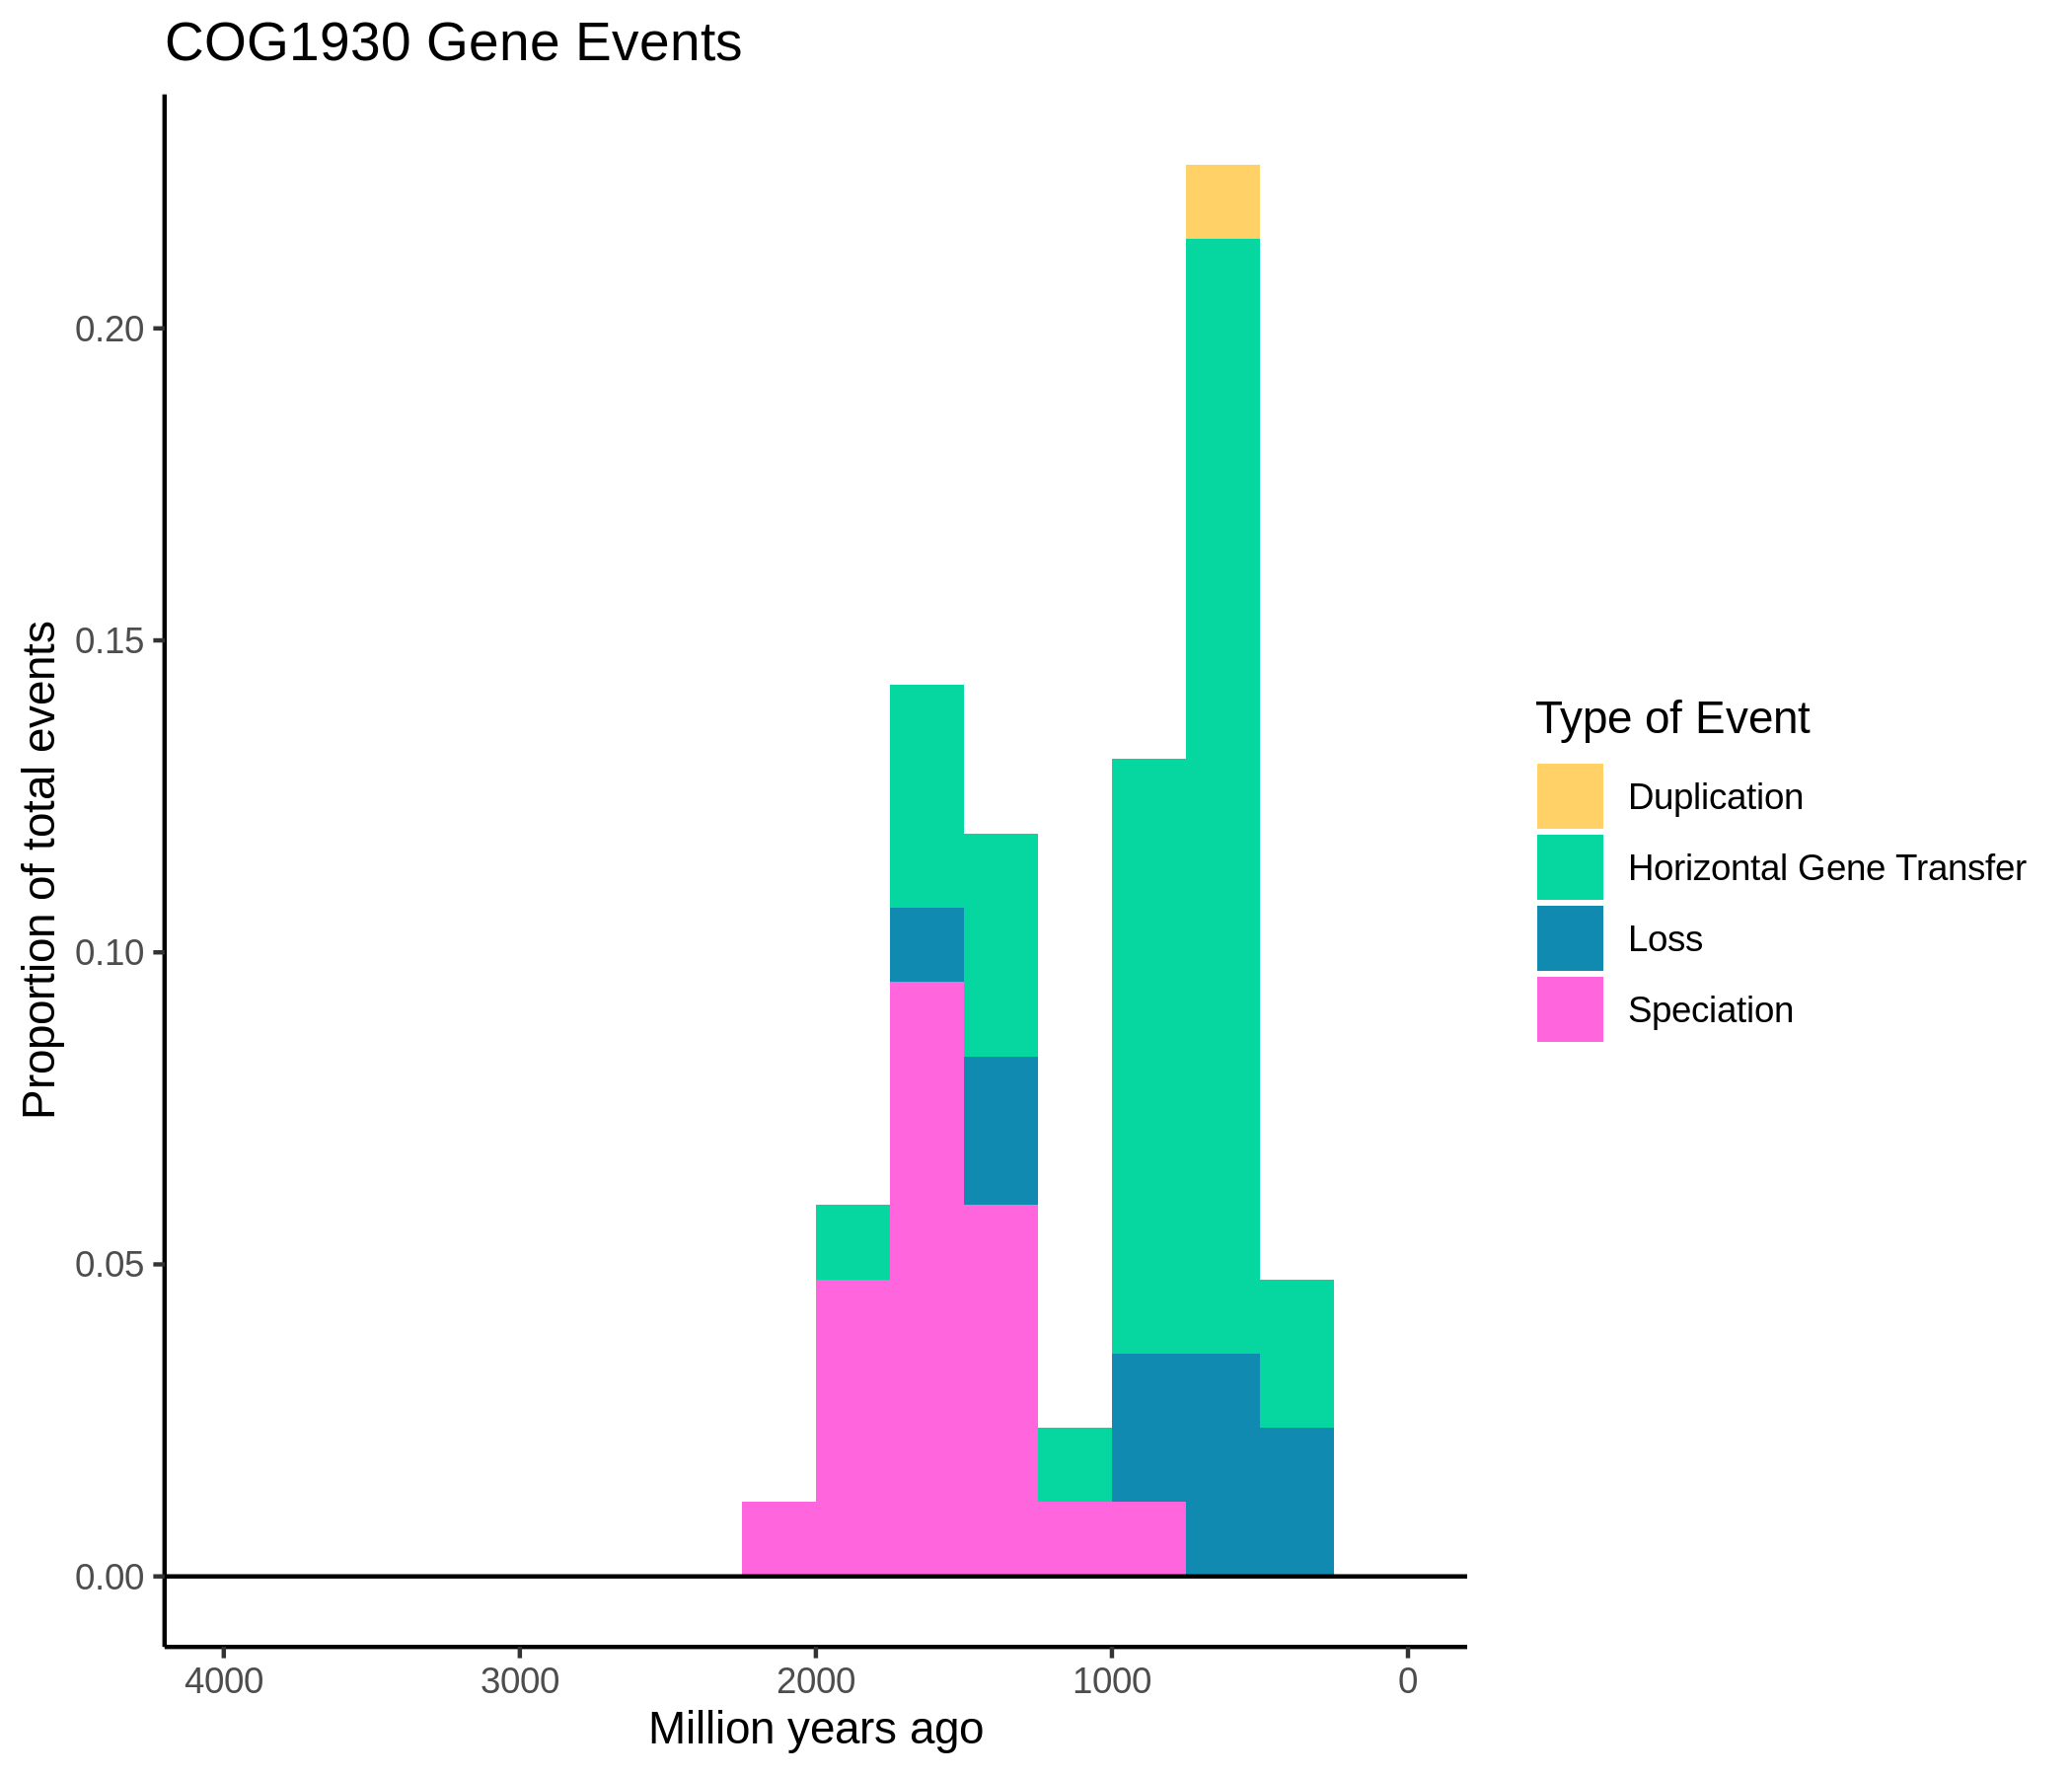 COG1930 Gene Events
Proportion of total events
0.20
0.15
0.10
0.05
0.00
4000 3000 2000 1000 0
Million years ago
Type of Event
Duplication
Horizontal Gene Transfer
Loss
Speciation